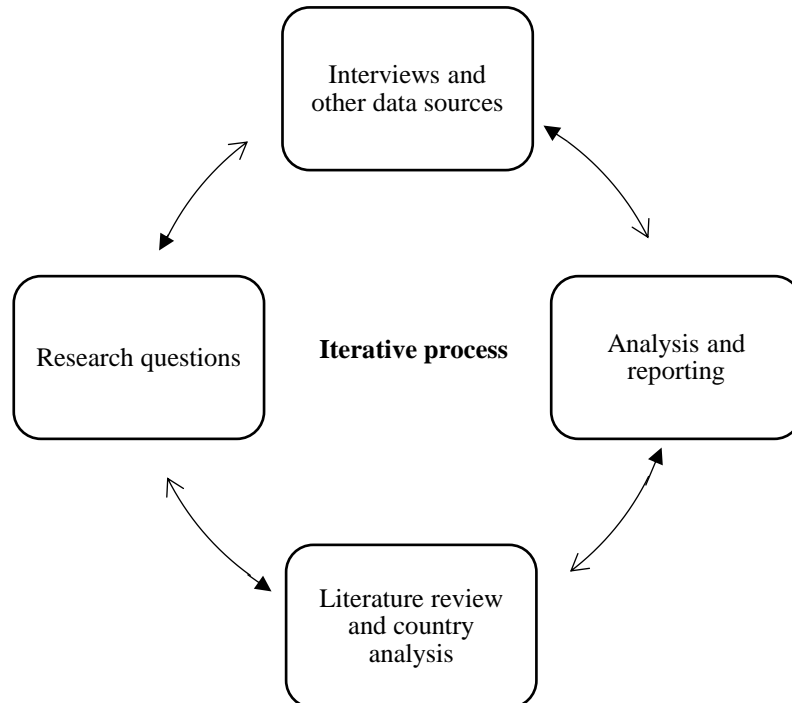 Interviews and
other data sources
Research questions
Iterative process
Analysis and
reporting
Literature review
and country
analysis